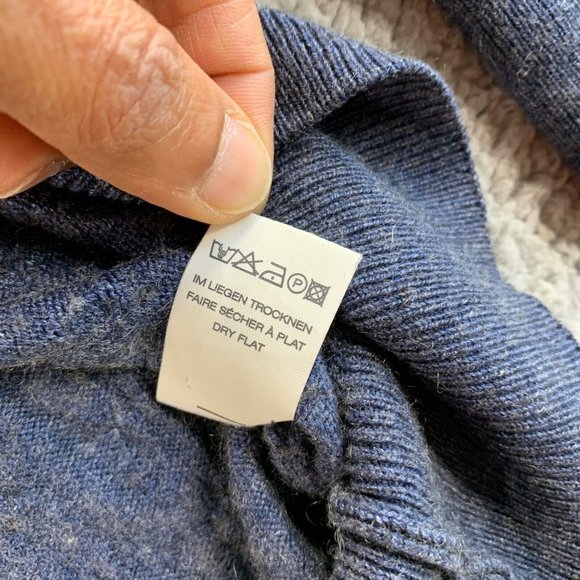 P
IM LIEGEN TROCKNEN
FAIRE SÉCHER À PLAT
DRY FLAT